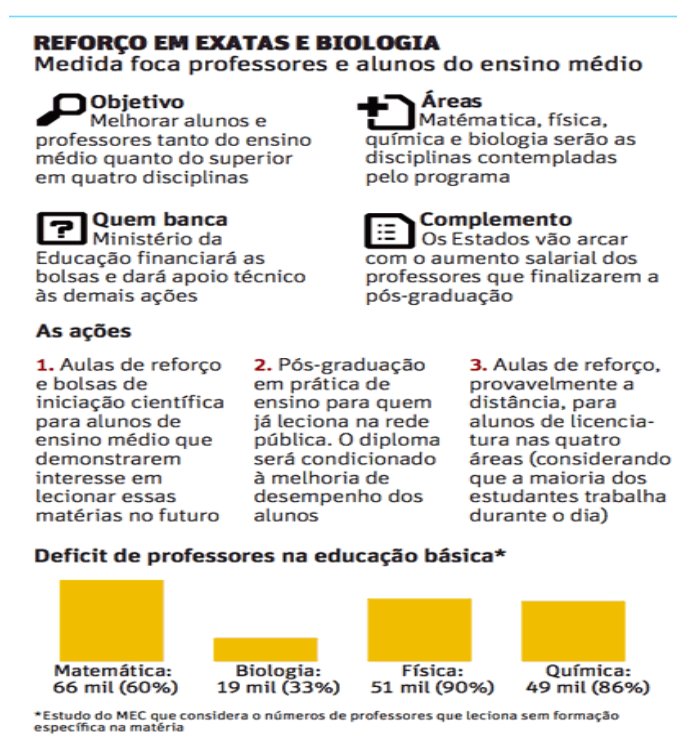 REFORÇO EM EXATAS E BIOLOGIA
Medida foca professores e alunos do ensino médio
Objetivo
Melhorar alunos e
professores tanto do ensino
médio quanto do superior
em quatro disciplinas
Áreas
Matématica, física,
química e biologia serão as
disciplinas contempladas
pelo programa
Quem banca
Ministério da
Educação financiará as
bolsas e dará apoio técnico
às demais ações
Complemento
Os Estados vão arcar
com o aumento salarial dos
professores que finalizarem a
pós-graduação
As ações
1. Aulas de reforço
e bolsas de
iniciação científica
para alunos de
ensino médio que
demonstrarem
interesse em
lecionar essas
matérias no futuro
2. Pós-graduação
em prática de
ensino para quem
já leciona na rede
pública. O diploma
será condicionado
à melhoria de
desempenho dos
alunos
3. Aulas de reforço,
provavelmente a
distância, para
alunos de licencia-
tura nas quatro
áreas (considerando
que a maioria dos
estudantes trabalha
durante o dia)
Deficit de professores na educação básica*
Matemática:
66 mil (60%)
Biologia:
19 mil (33%)
Física:
51 mil (90%)
Química:
49 mil (86%)
*Estudo do MEC que considera o números de professores que leciona sem formação
específica na matéria